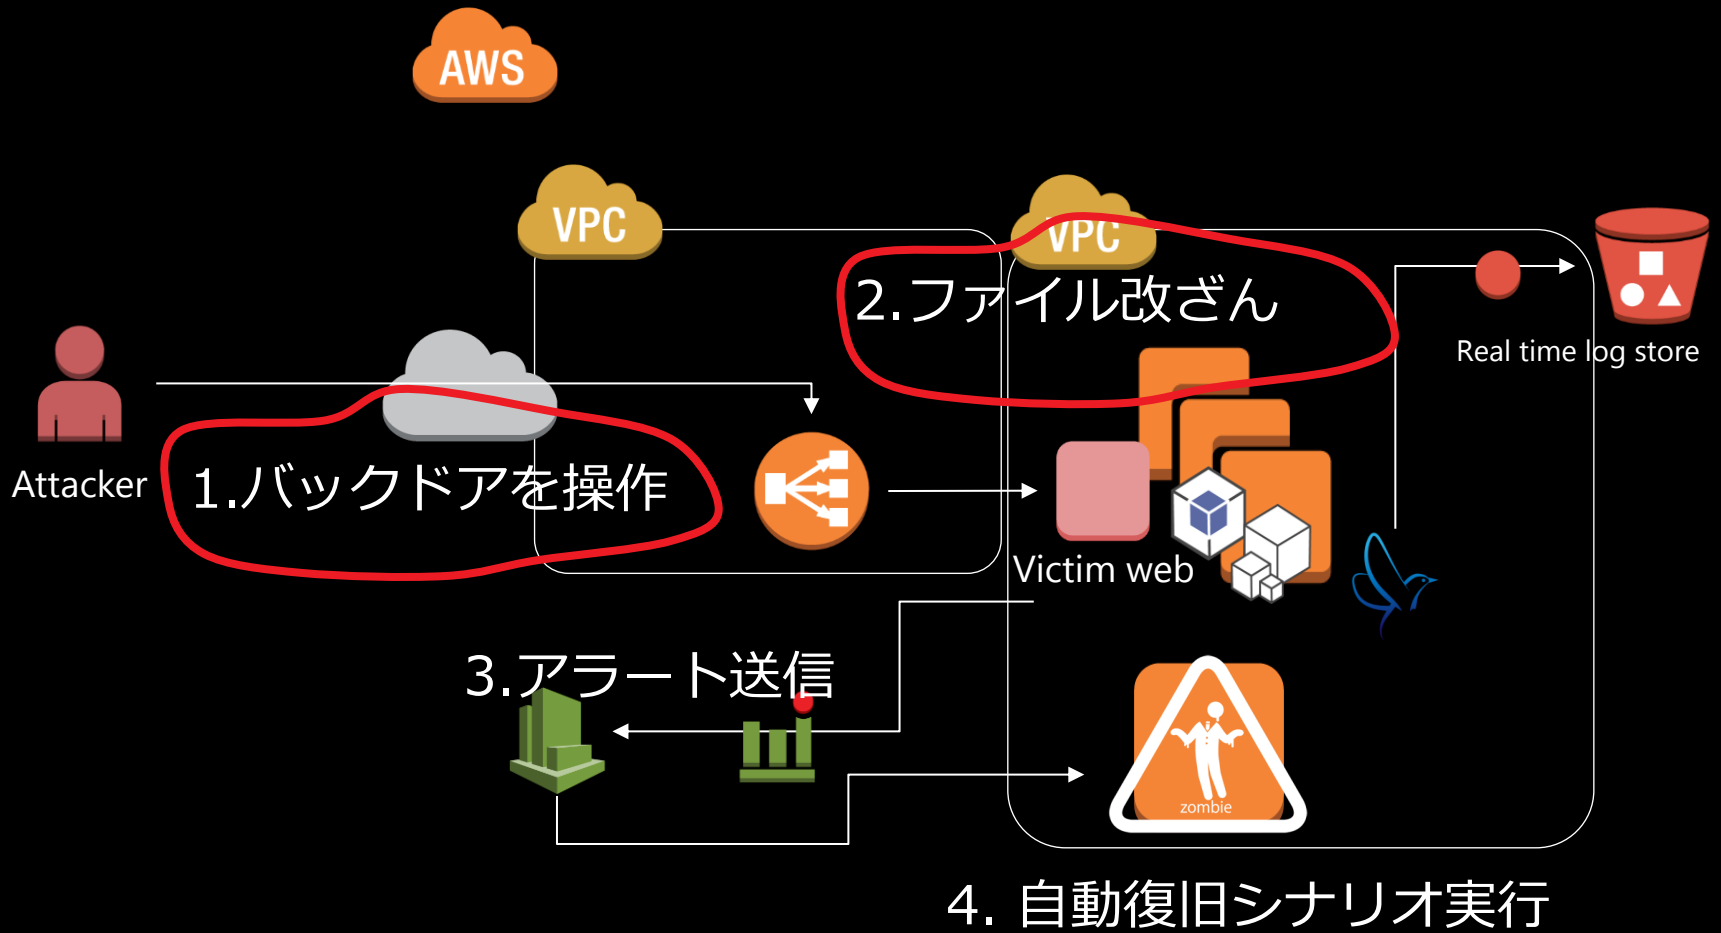 AWS
VPC
VPC
2.ファイル改ざん
Real time log store
Attacker
1.バックドアを操作
Victim web
3.アラート送信
zombie
4. 自動復旧シナリオ実行